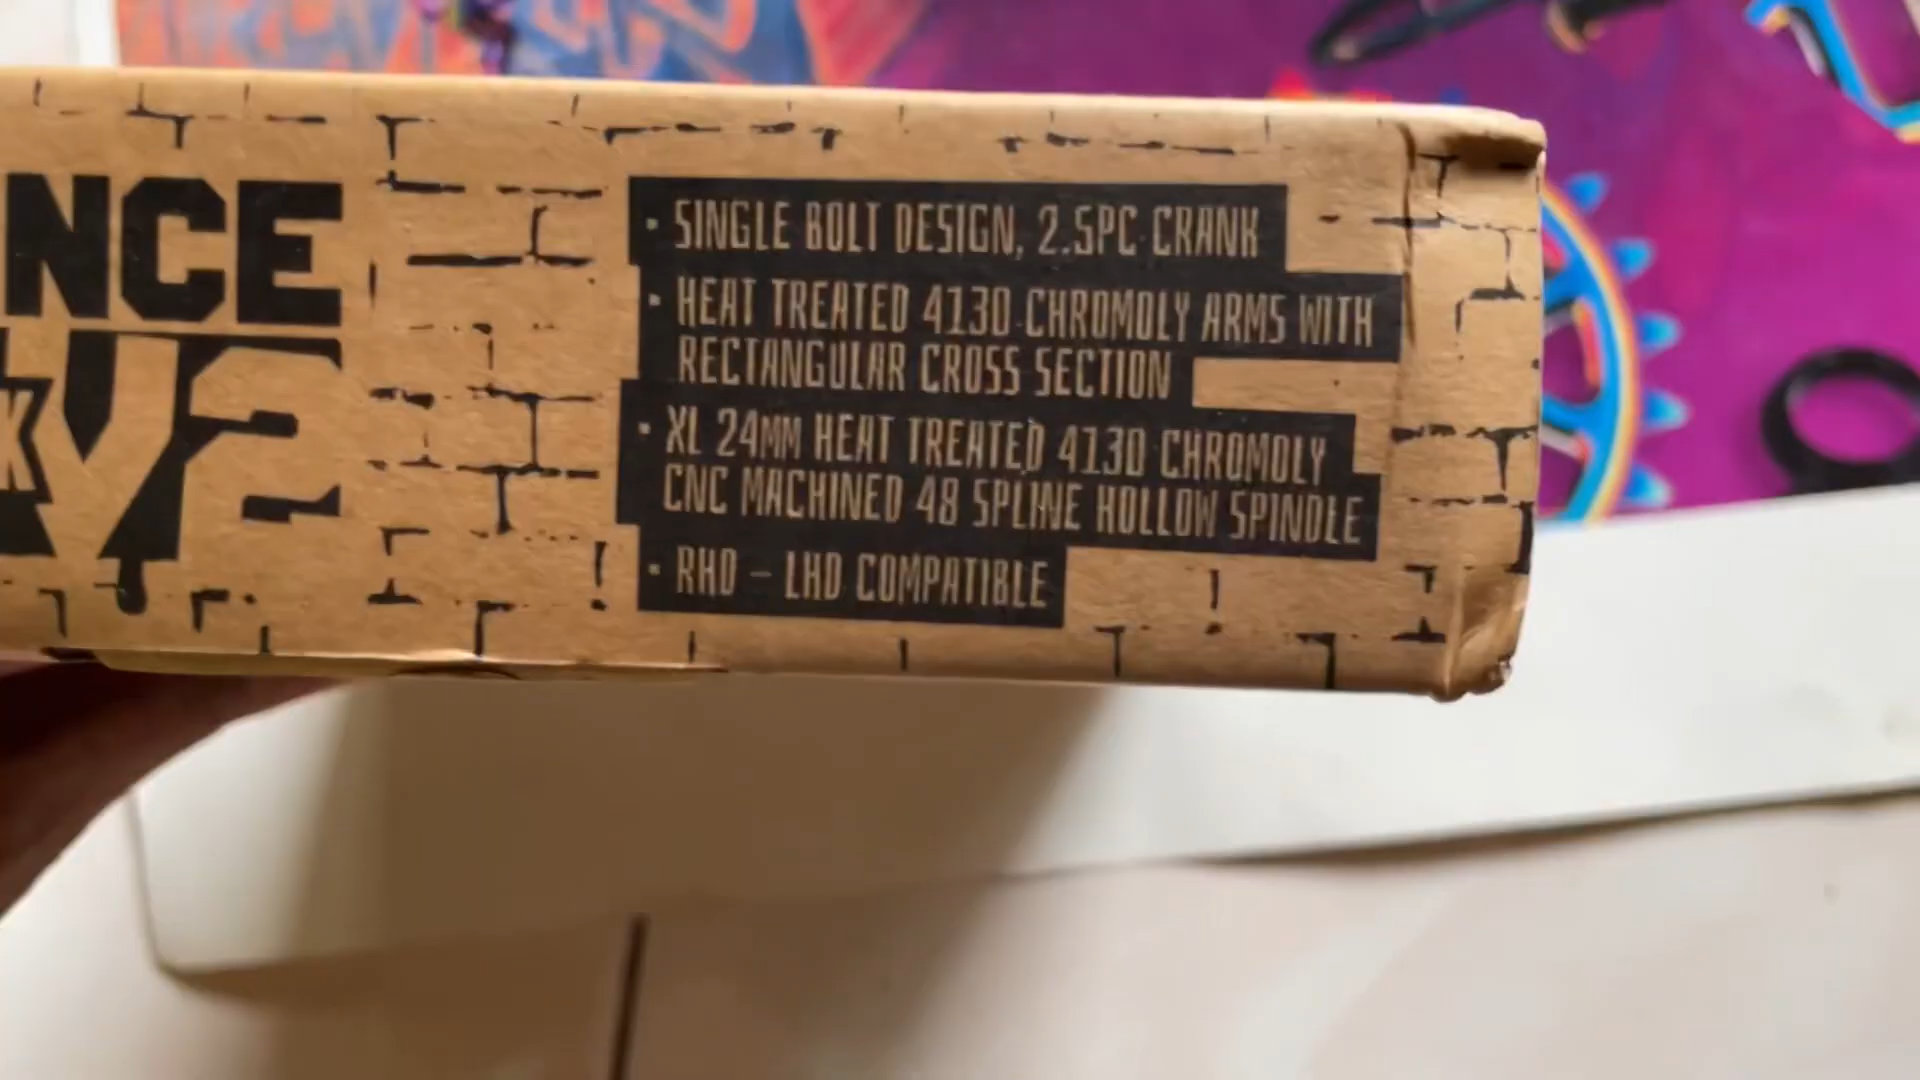 NCE
K V2
• SINGLE BOLT DESIGN, 2.5PC CRANK
• HEAT TREATED 4130 CHROMOLY ARMS WITH
RECTANGULAR CROSS SECTION
• XL 24MM HEAT TREATED 4130 CHROMOLY
CNC MACHINED 48 SPLINE HOLLOW SPINDLE
• RHD – LHD COMPATIBLE